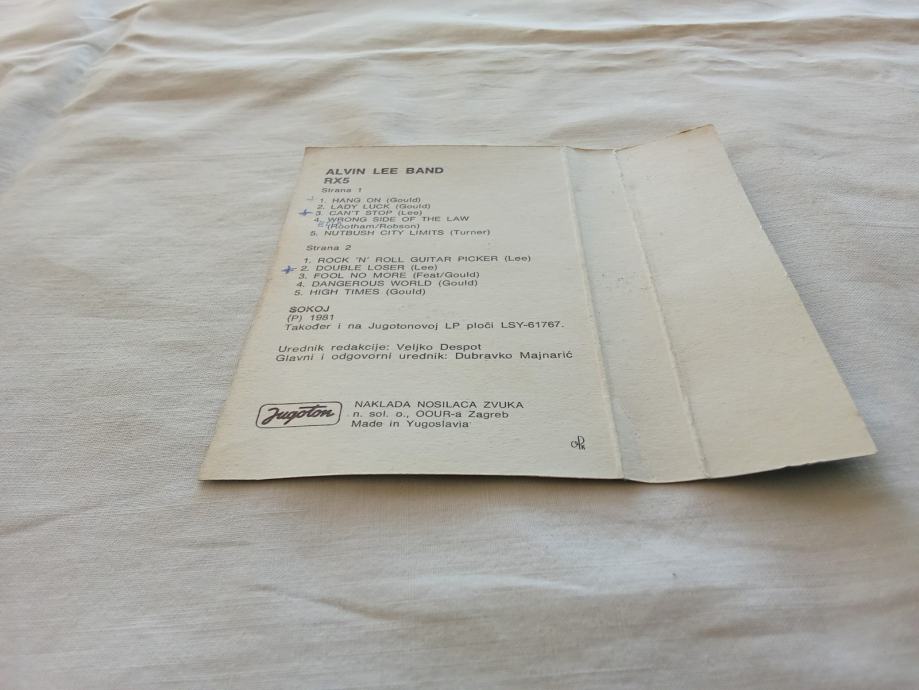 ALVIN LEE BAND
RX5
Strana 1
1. HANG ON (Gould)
2. LADY LUCK (Gould)
3. CAN'T STOP (Lee)
4. WRONG SIDE OF THE LAW
(Rootham/Robson)
5. NUTBUSH CITY LIMITS (Turner)
Strana 2
1. ROCK 'N' ROLL GUITAR PICKER (Lee)
2. DOUBLE LOSER (Lee)
3. FOOL NO MORE (Feat/Gould)
4. DANGEROUS WORLD (Gould)
5. HIGH TIMES (Gould)
SOKOJ
(P) 1981
Također i na Jugotonovoj LP ploči LSY-61767.
Urednik redakcije: Veljko Despot
Glavni i odgovorni urednik: Dubravko Majnarić
Jugoton
NAKLADA NOSILACA ZVUKA
n. sol. o., OOUR-a Zagreb
Made in Yugoslavia